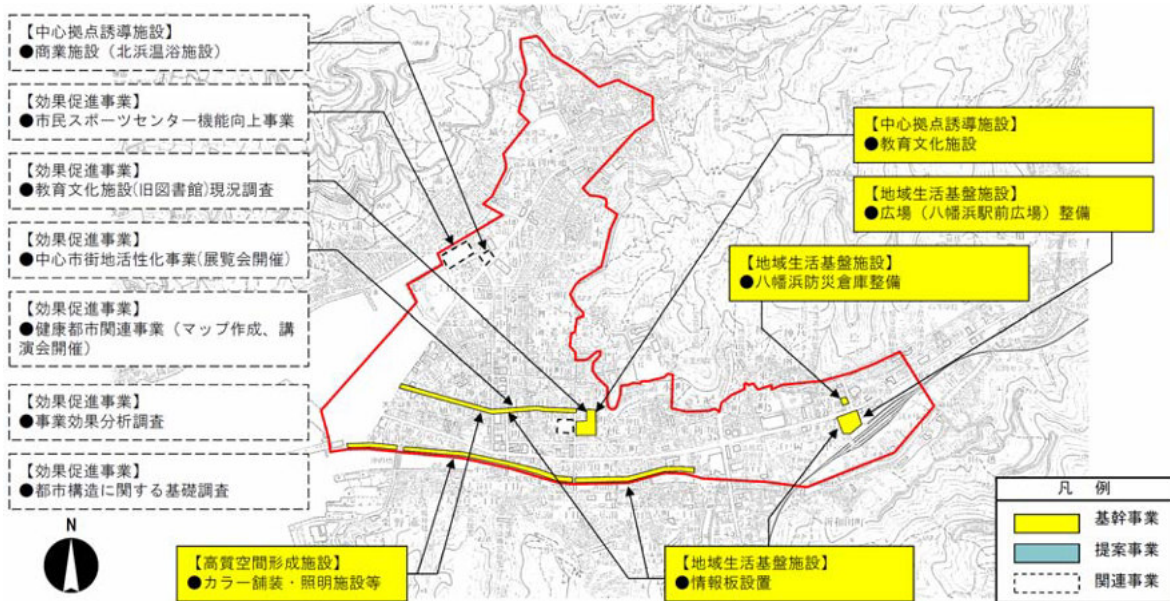 【中心拠点誘導施設】
●商業施設（北浜温浴施設）
【効果促進事業】
●市民スポーツセンター機能向上事業
【効果促進事業】
●教育文化施設(旧図書館)現況調査
【効果促進事業】
●中心市街地活性化事業(展覧会開催)
【効果促進事業】
●健康都市関連事業（マップ作成、講
演会開催）
【効果促進事業】
●事業効果分析調査
【効果促進事業】
●都市構造に関する基礎調査
【中心拠点誘導施設】
●教育文化施設
【地域生活基盤施設】
●広場（八幡浜駅前広場）整備
【地域生活基盤施設】
●八幡浜防災倉庫整備
N
【高質空間形成施設】
●カラー舗装・照明施設等
【地域生活基盤施設】
●情報板設置
凡 例
基幹事業
提案事業
関連事業